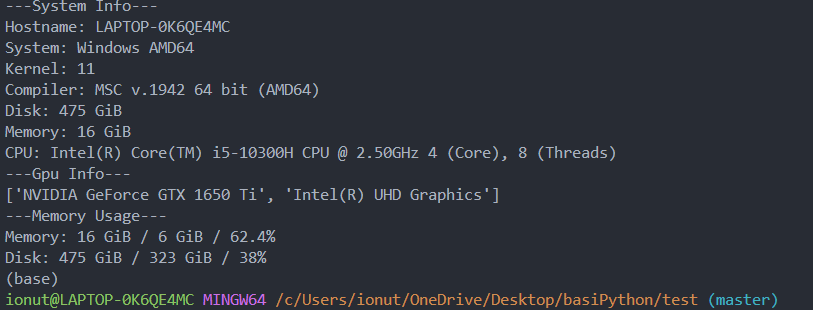 ---System Info---
Hostname: LAPTOP-0K6QE4MC
System: Windows AMD64
Kernel: 11
Compiler: MSC v.1942 64 bit (AMD64)
Disk: 475 GiB
Memory: 16 GiB
CPU: Intel(R) Core(TM) i5-10300H CPU @ 2.50GHz 4 (Core), 8 (Threads)
---Gpu Info---
['NVIDIA GeForce GTX 1650 Ti', 'Intel(R) UHD Graphics']
---Memory Usage---
Memory: 16 GiB / 6 GiB / 62.4%
Disk: 475 GiB / 323 GiB / 38%
(base)
ionut@LAPTOP-0K6QE4MC MINGW64 /c/Users/ionut/OneDrive/Desktop/basiPython/test (master)